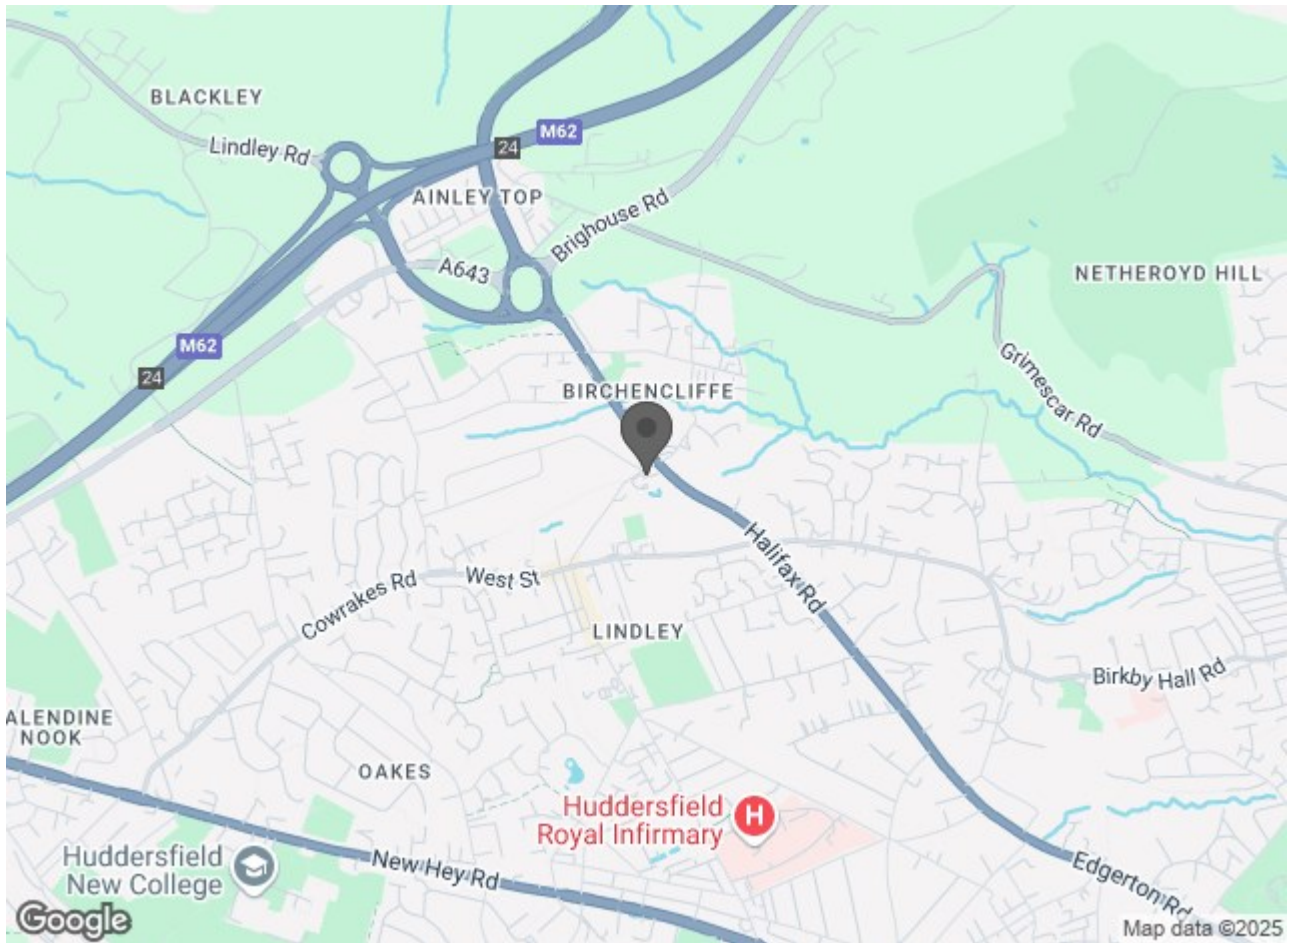 BLACKLEY
Lindley Rd
24
M62
AINLEY TOP
Brighouse Rd
A643
NETHEROYD HILL
M62
24
Grimescar Rd
BIRCHENCLIFFE
Halifax Rd
West St
Cowrakes Rd
LINDLEY
Birkby Hall Rd
ALENDINE
NOOK
OAKES
Huddersfield
Royal Infirmary
H
Huddersfield
New College
New Hey Rd
Edgerton Rd
Google
Map data ©2025